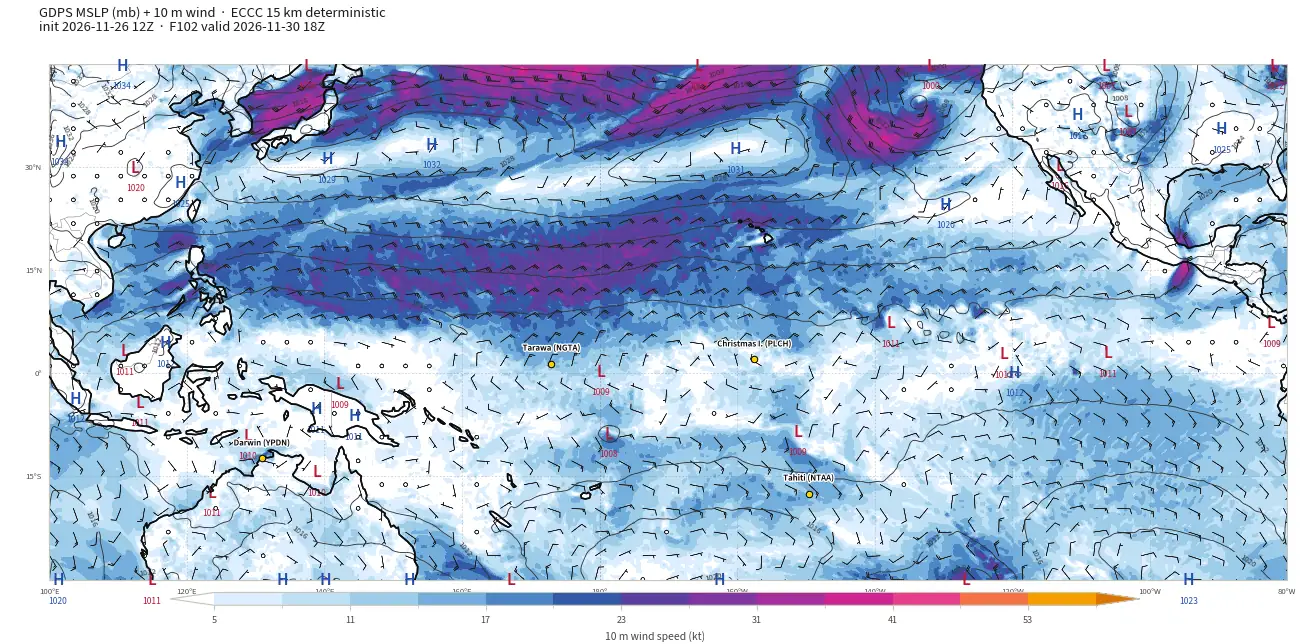 GDPS MSLP (mb) + 10 m wind · ECCC 15 km deterministic
init 2026-11-26 12Z · F102 valid 2026-11-30 18Z
H
L
L
L
L
L
1034
1006
H
L
1008
H
H
L
H
H
H
H
1032
1029
1031
1025
30°N
L
1020
H
L
H
1026
15°N
L
1011
L
1009
Tarawa (NGTA)
Christmas I. (PLCH)
0°
L
1011
H
L
1009
L
1009
L
H
1012
L
1011
H
L
1011
H
H
1011
L
Darwin (YPDN)
1010
L
1008
L
1009
15°S
L
Tahiti (NTAA)
L
1011
H
L
H
H
H
L
H
L
H
100°E
120°E
140°E
160°E
180°
160°W
140°W
120°W
100°W
80°W
1020
1011
1023
5
11
17
23
31
41
53
10 m wind speed (kt)